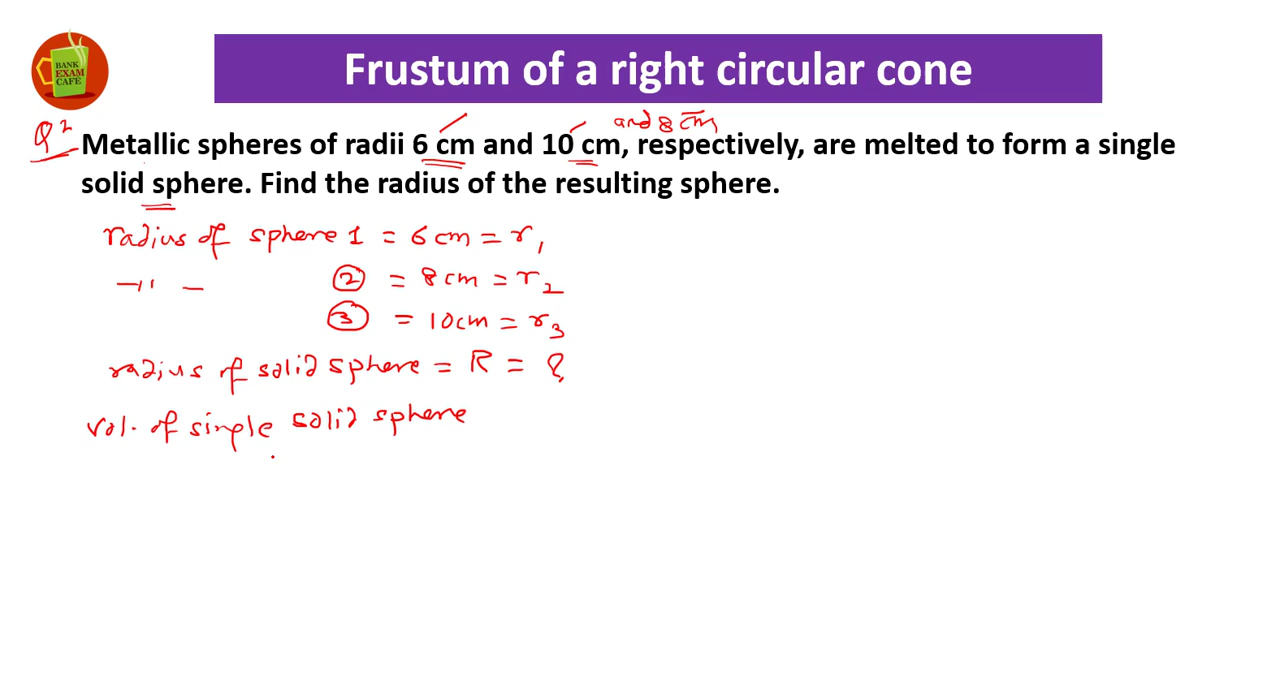 BANK
EXAM
CAFE
Frustum of a right circular cone
and 8 cm
Q2 Metallic spheres of radii 6 cm and 10 cm, respectively, are melted to form a single
solid sphere. Find the radius of the resulting sphere.
radius of sphere 1 = 6 cm = r1
–"– 2 = 8 cm = r2
3 = 10 cm = r3
radius of solid sphere = R = ?
vol. of single solid sphere